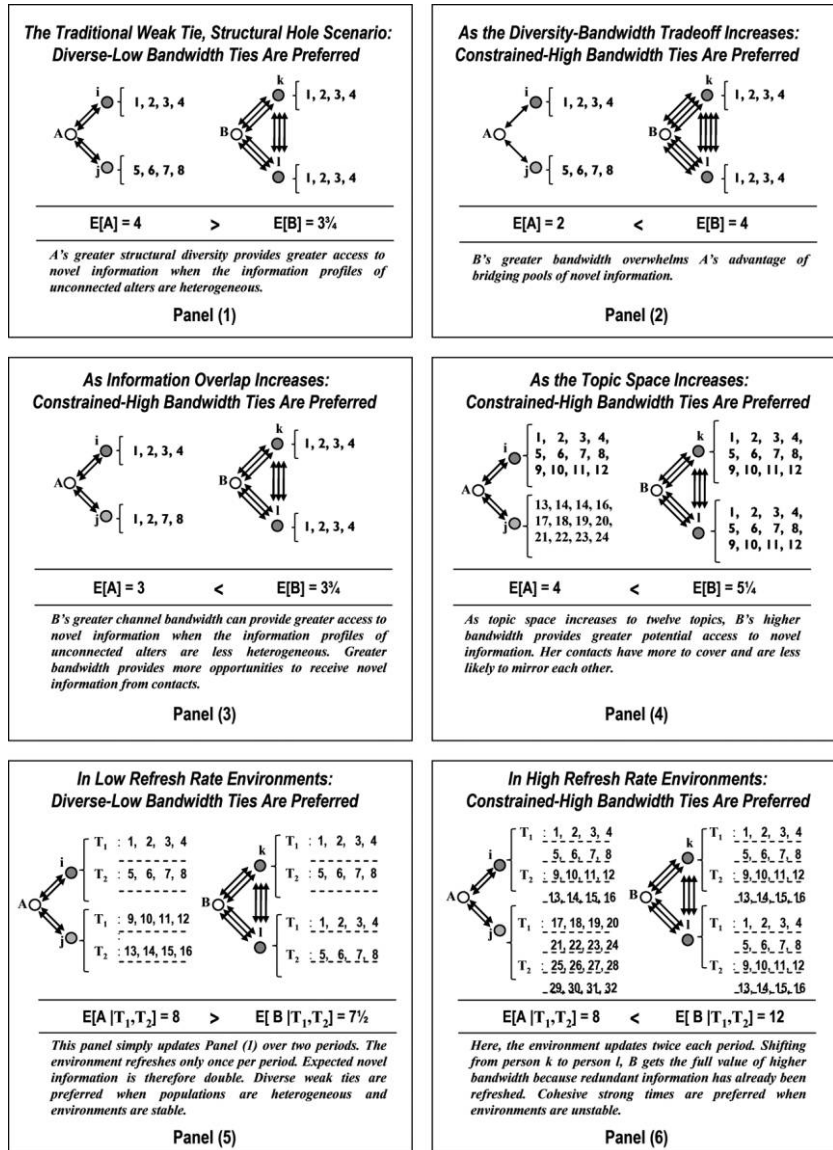 The Traditional Weak Tie, Structural Hole Scenario:
Diverse-Low Bandwidth Ties Are Preferred
k
i
1, 2, 3, 4
1, 2, 3, 4
A
B
j
5, 6, 7, 8
l
1, 2, 3, 4
E[A] = 4 > E[B] = 3¾
A's greater structural diversity provides greater access to
novel information when the information profiles of
unconnected alters are heterogeneous.
Panel (1)
As the Diversity-Bandwidth Tradeoff Increases:
Constrained-High Bandwidth Ties Are Preferred
k
i
1, 2, 3, 4
1, 2, 3, 4
A
B
j
5, 6, 7, 8
l
1, 2, 3, 4
E[A] = 2 < E[B] = 4
B's greater bandwidth overwhelms A's advantage of
bridging pools of novel information.
Panel (2)
As Information Overlap Increases:
Constrained-High Bandwidth Ties Are Preferred
k
i
1, 2, 3, 4
1, 2, 3, 4
A
B
j
1, 2, 7, 8
l
1, 2, 3, 4
E[A] = 3 < E[B] = 3¾
B's greater channel bandwidth can provide greater access to
novel information when the information profiles of
unconnected alters are less heterogeneous. Greater
bandwidth provides more opportunities to receive novel
information from contacts.
Panel (3)
As the Topic Space Increases:
Constrained-High Bandwidth Ties Are Preferred
i
1, 2, 3, 4,
5, 6, 7, 8,
9, 10, 11, 12
k
1, 2, 3, 4,
5, 6, 7, 8,
9, 10, 11, 12
A
B
j
13, 14, 14, 16,
17, 18, 19, 20,
21, 22, 23, 24
l
1, 2, 3, 4,
5, 6, 7, 8,
9, 10, 11, 12
E[A] = 4 < E[B] = 5¼
As topic space increases to twelve topics, B's higher
bandwidth provides greater potential access to novel
information. Her contacts have more to cover and are less
likely to mirror each other.
Panel (4)
In Low Refresh Rate Environments:
Diverse-Low Bandwidth Ties Are Preferred
i
T1 : 1, 2, 3, 4
T2 : 5, 6, 7, 8
k
T1 : 1, 2, 3, 4
T2 : 5, 6, 7, 8
A
B
j
T1 : 9, 10, 11, 12
T2 : 13, 14, 15, 16
l
T1 : 1, 2, 3, 4
T2 : 5, 6, 7, 8
E[A |T1,T2] = 8 > E[ B |T1,T2] = 7½
This panel simply updates Panel (1) over two periods. The
environment refreshes only once per period. Expected novel
information is therefore double. Diverse weak ties are
preferred when populations are heterogeneous and
environments are stable.
Panel (5)
In High Refresh Rate Environments:
Constrained-High Bandwidth Ties Are Preferred
i
T1 : 1, 2, 3, 4
5, 6, 7, 8
T2 : 9, 10, 11, 12
13, 14, 15, 16
k
T1 : 1, 2, 3, 4
5, 6, 7, 8
T2 : 9, 10, 11, 12
13, 14, 15, 16
A
B
j
T1 : 17, 18, 19, 20
21, 22, 23, 24
T2 : 25, 26, 27, 28
29, 30, 31, 32
l
T1 : 1, 2, 3, 4
5, 6, 7, 8
T2 : 9, 10, 11, 12
13, 14, 15, 16
E[A |T1,T2] = 8 < E[ B |T1,T2] = 12
Here, the environment updates twice each period. Shifting
from person k to person l, B gets the full value of higher
bandwidth because redundant information has already been
refreshed. Cohesive strong times are preferred when
environments are unstable.
Panel (6)